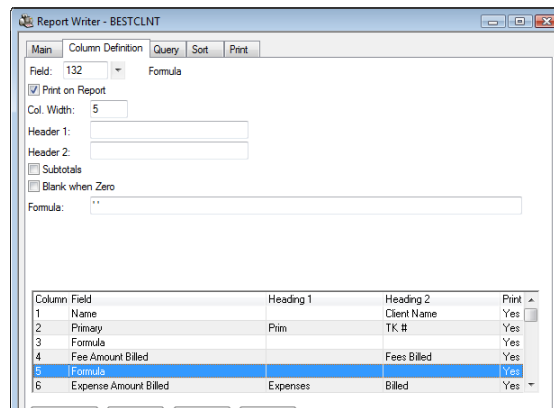 Report Writer - BESTCLNT
Main Column Definition Query Sort Print
Field: 132 Formula
Print on Report
Col. Width: 5
Header 1:
Header 2:
Subtotals
Blank when Zero
Formula: " "
Column Field Heading 1 Heading 2 Print
1 Name Client Name Yes
2 Primary Prim TK # Yes
3 Formula Yes
4 Fee Amount Billed Fees Billed Yes
5 Formula Yes
6 Expense Amount Billed Expenses Billed Yes